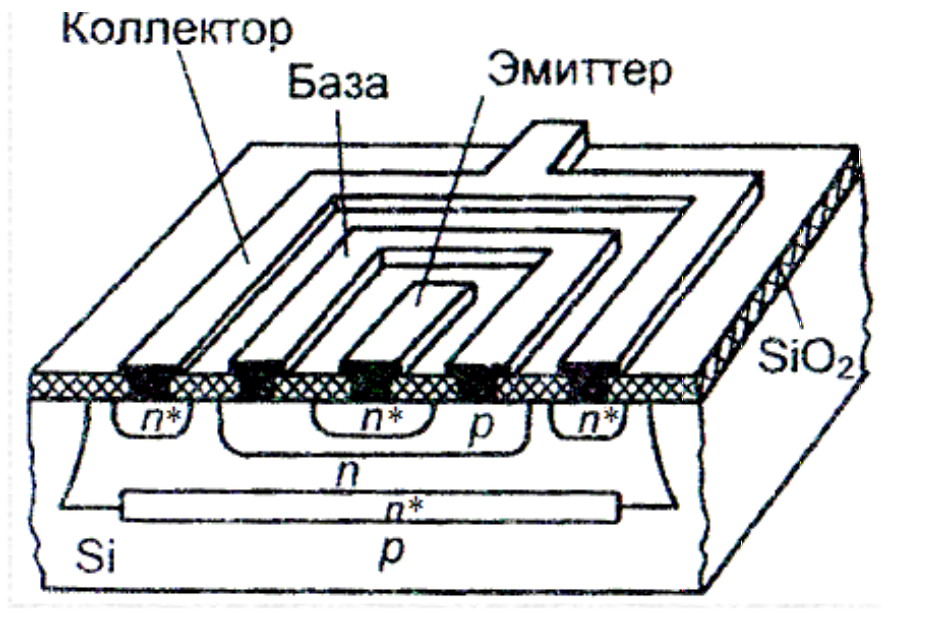 Коллектор
База
Эмиттер
SiO₂
n* n* p n*
n
n*
Si p